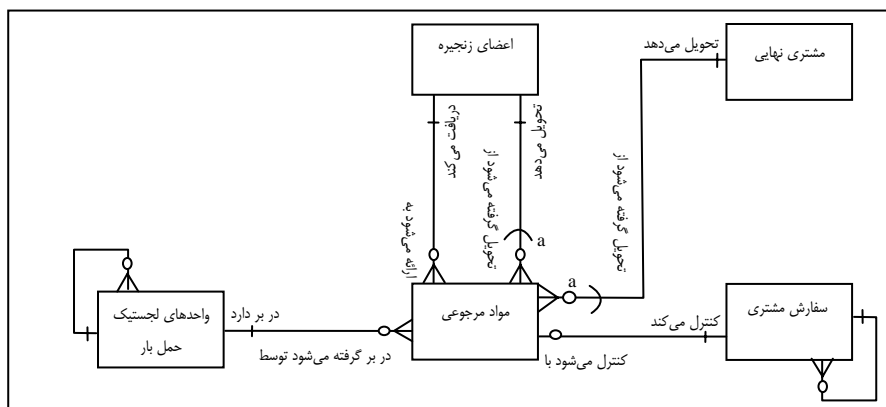 اعضای زنجیره
تحویل می‌دهد
مشتری نهایی
دریافت می‌کند
تحویل می‌دهد
تحویل گرفته می‌شود از
تحویل گرفته می‌شود از
ارائه می‌شود به
a
a
مواد مرجوعی
سفارش مشتری
واحدهای لجستیک
حمل بار
در بر دارد
در بر گرفته می‌شود توسط
کنترل می‌کند
کنترل می‌شود با